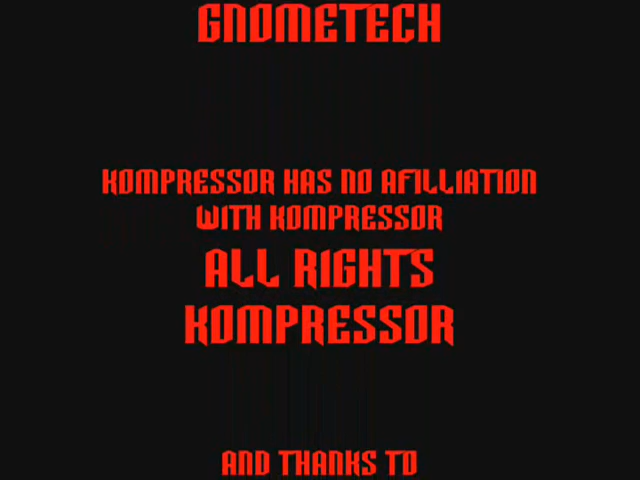 GNOMETECH
KOMPRESSOR HAS NO AFILLIATION
WITH KOMPRESSOR
ALL RIGHTS
KOMPRESSOR
AND THANKS TO